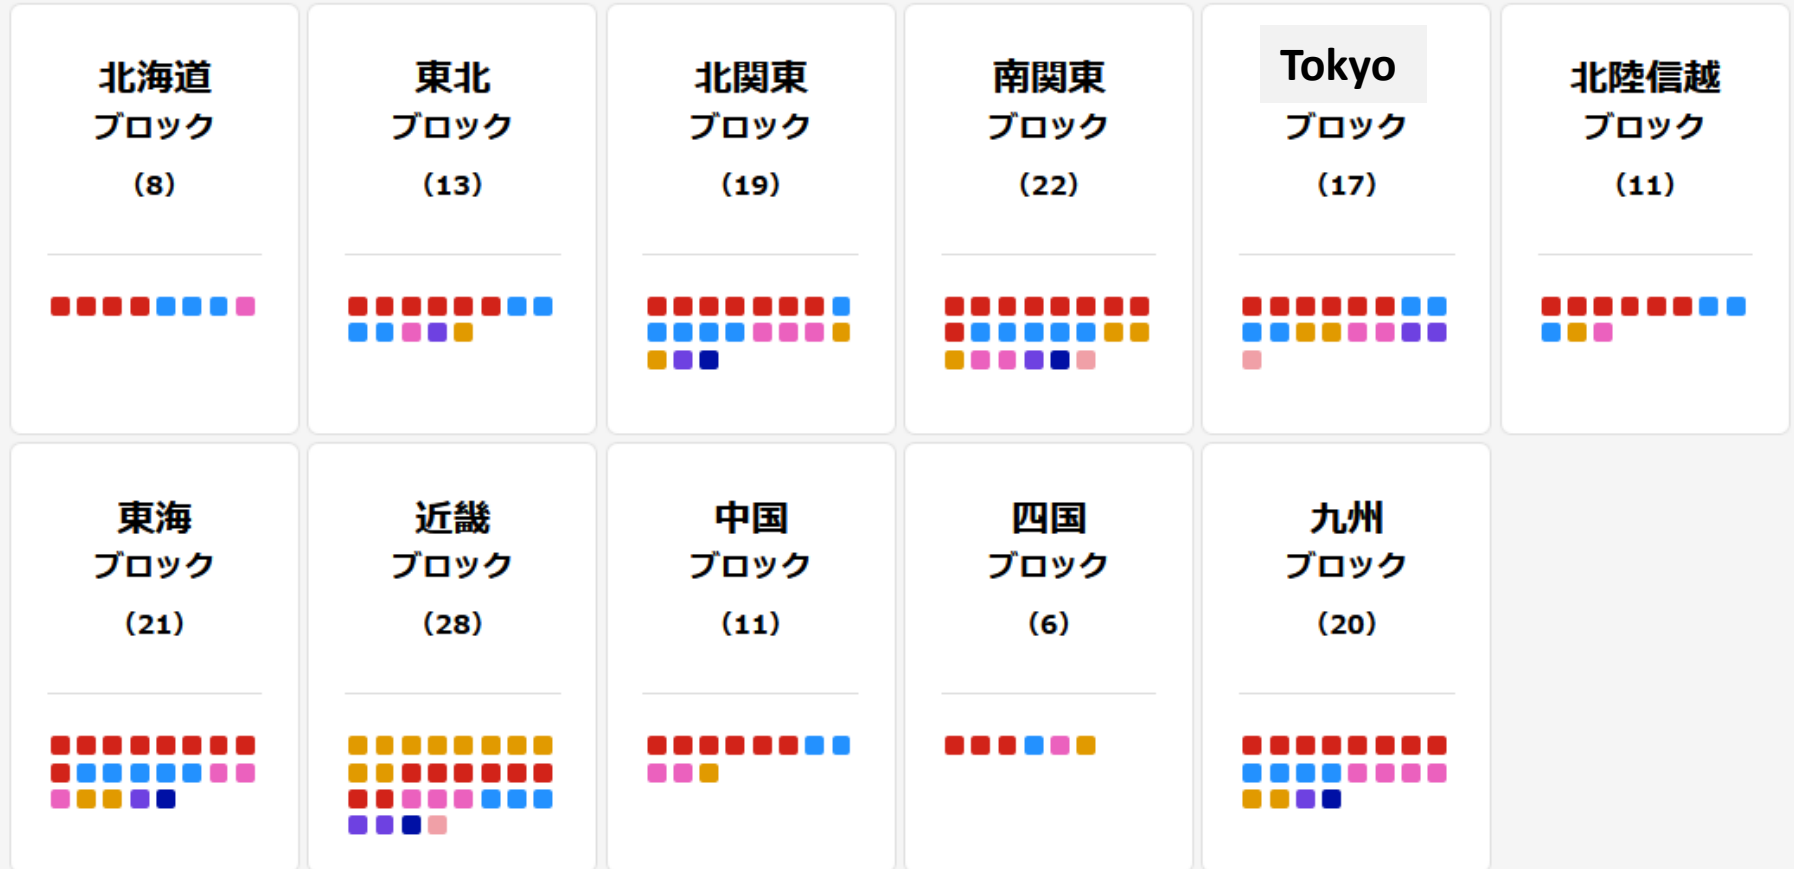 北海道
ブロック
（8）
東北
ブロック
（13）
北関東
ブロック
（19）
南関東
ブロック
（22）
Tokyo
ブロック
（17）
北陸信越
ブロック
（11）
東海
ブロック
（21）
近畿
ブロック
（28）
中国
ブロック
（11）
四国
ブロック
（6）
九州
ブロック
（20）